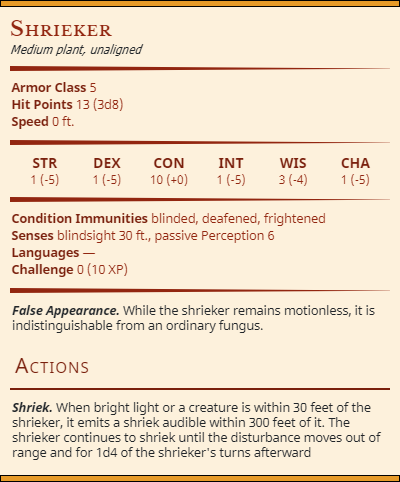 Shrieker
Medium plant, unaligned
Armor Class 5
Hit Points 13 (3d8)
Speed 0 ft.
STR DEX CON INT WIS CHA
1 (-5) 1 (-5) 10 (+0) 1 (-5) 3 (-4) 1 (-5)
Condition Immunities blinded, deafened, frightened
Senses blindsight 30 ft., passive Perception 6
Languages —
Challenge 0 (10 XP)
False Appearance. While the shrieker remains motionless, it is
indistinguishable from an ordinary fungus.
Actions
Shriek. When bright light or a creature is within 30 feet of the
shrieker, it emits a shriek audible within 300 feet of it. The
shrieker continues to shriek until the disturbance moves out of
range and for 1d4 of the shrieker's turns afterward